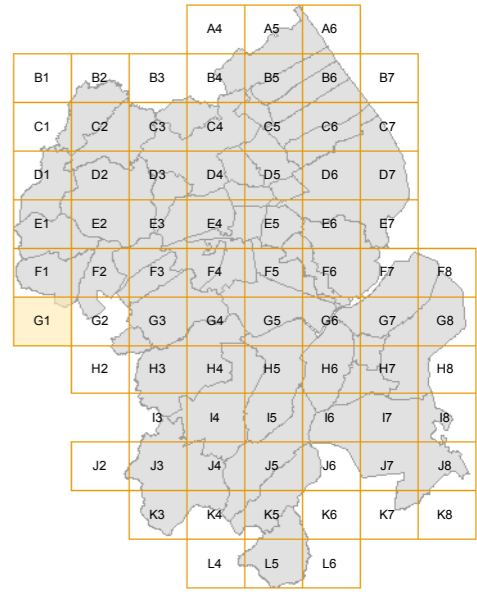 A4 A5 A6
B1 B2 B3 B4 B5 B6 B7
C1 C2 C3 C4 C5 C6 C7
D1 D2 D3 D4 D5 D6 D7
E1 E2 E3 E4 E5 E6 E7
F1 F2 F3 F4 F5 F6 F7 F8
G1 G2 G3 G4 G5 G6 G7 G8
H2 H3 H4 H5 H6 H7 H8
I3 I4 I5 I6 I7 I8
J2 J3 J4 J5 J6 J7 J8
K3 K4 K5 K6 K7 K8
L4 L5 L6